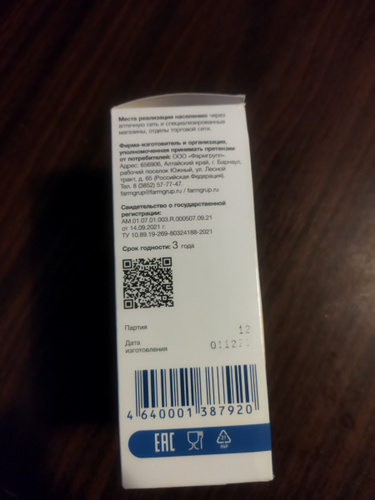 Места реализации населению: через
аптечную сеть и специализированные
магазины, отделы торговой сети.
Фирма-изготовитель и организация,
уполномоченная принимать претензии
от потребителей: ООО «Фармгрупп».
Адрес: 656906, Алтайский край, г. Барнаул,
рабочий поселок Южный, ул. Лесной
тракт, д. 65 (Российская Федерация),
Тел. 8 (3852) 57-77-47.
farmgrup@farmgrup.ru / farmgrup.ru
Свидетельство о государственной
регистрации:
AM.01.07.01.003.R.000507.09.21
от 14.09.2021 г.
ТУ 10.89.19-269-80324188-2021
Срок годности: 3 года
Партия 12
Дата
изготовления
4 640001 387920
EAC
PAP